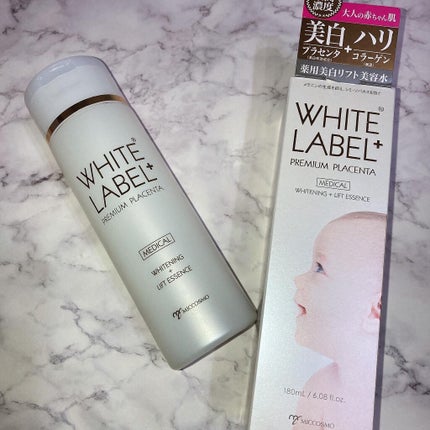 WHITE
LABEL+
PREMIUM PLACENTA
MEDICAL
WHITENING
+
LIFT ESSENCE
MICCOSMO
濃度
大人の赤ちゃん肌
美白+ハリ
プラセンタ
コラーゲン
薬用美白リフト美容水
WHITE®
LABEL+
PREMIUM PLACENTA
MEDICAL
WHITENING + LIFT ESSENCE
180mL / 6.08 fl.oz.
MICCOSMO